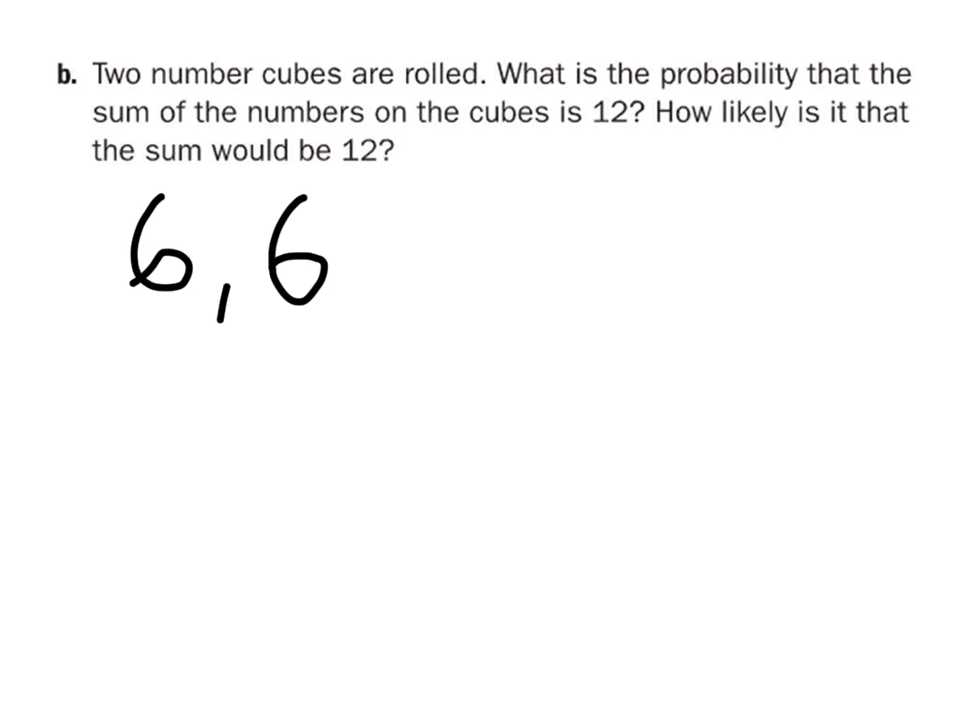 b. Two number cubes are rolled. What is the probability that the
sum of the numbers on the cubes is 12? How likely is it that
the sum would be 12?
6, 6